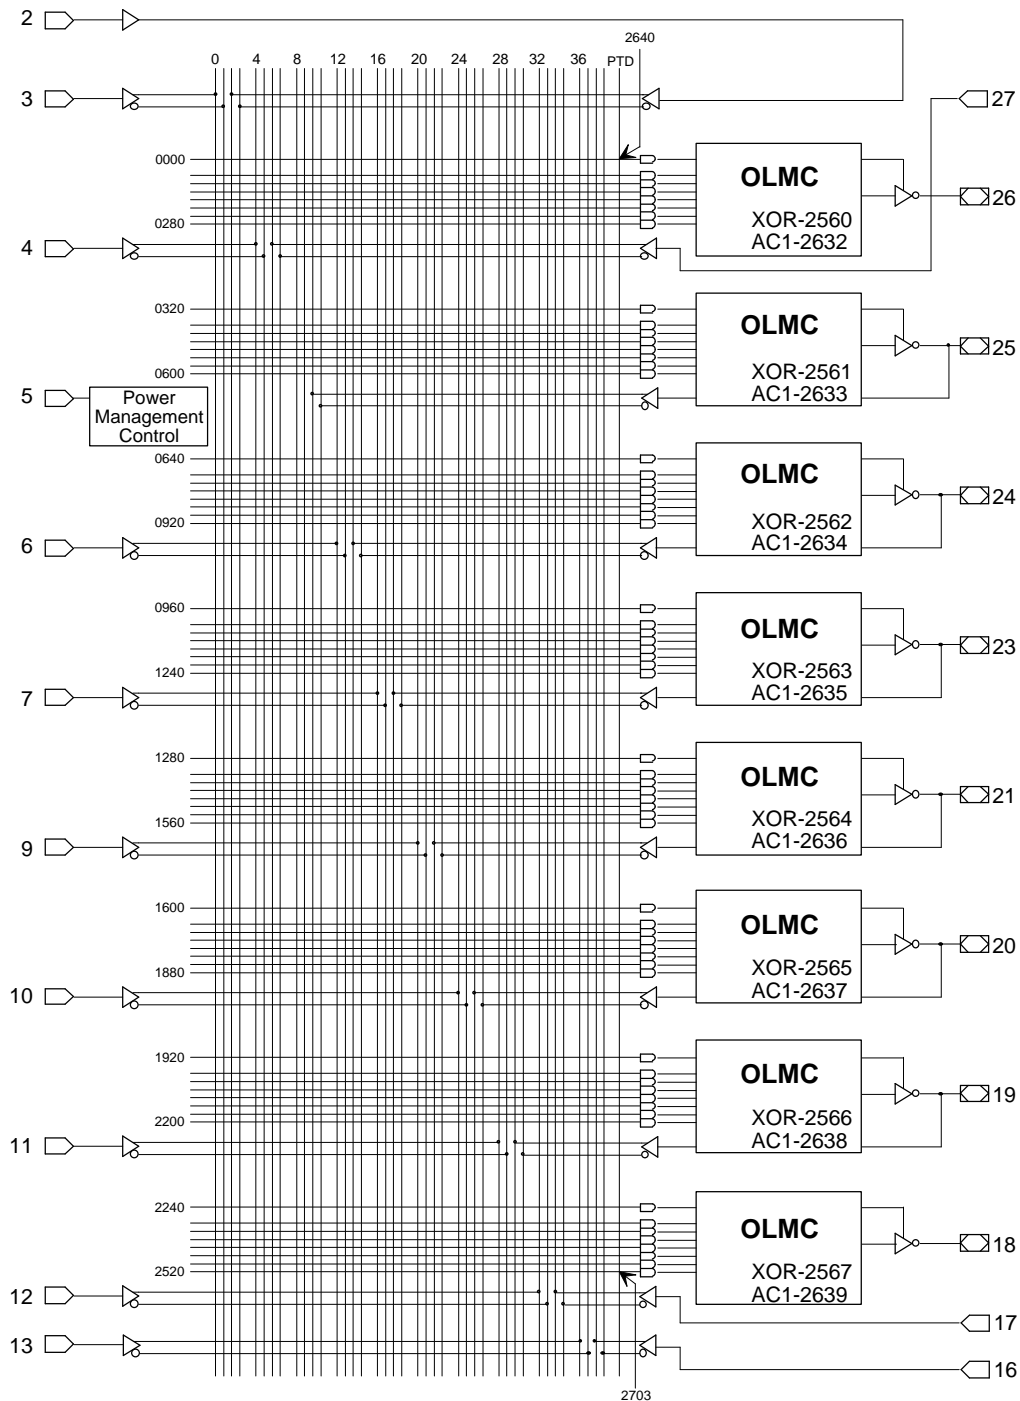 2
2640
0 4 8 12 16 20 24 28 32 36 PTD
3
27
0000
OLMC
26
XOR-2560
0280
AC1-2632
4
0320
OLMC
25
XOR-2561
0600
AC1-2633
5
Power
Management
Control
0640
OLMC
24
XOR-2562
0920
AC1-2634
6
0960
OLMC
23
XOR-2563
1240
AC1-2635
7
1280
OLMC
21
XOR-2564
1560
AC1-2636
9
1600
OLMC
20
XOR-2565
1880
AC1-2637
10
1920
OLMC
19
XOR-2566
2200
AC1-2638
11
2240
OLMC
18
XOR-2567
2520
AC1-2639
12
17
13
16
2703